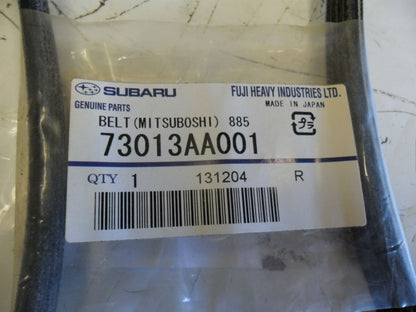 SUBARU FUJI HEAVY INDUSTRIES LTD.
GENUINE PARTS MADE IN JAPAN
BELT(MITSUBOSHI) 885
73013AA001
QTY 1 131204 R